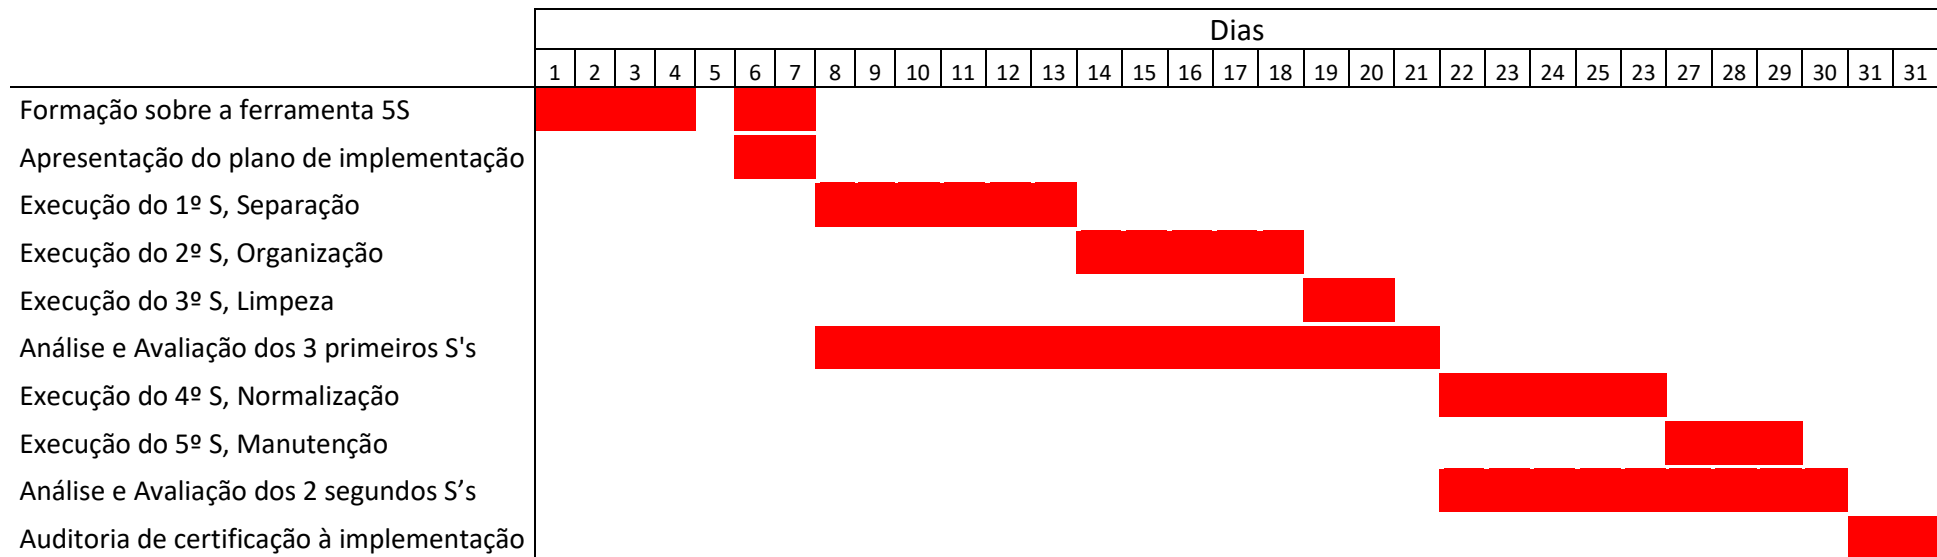 Dias
1 2 3 4 5 6 7 8 9 10 11 12 13 14 15 16 17 18 19 20 21 22 23 24 25 23 27 28 29 30 31 31
Formação sobre a ferramenta 5S
Apresentação do plano de implementação
Execução do 1º S, Separação
Execução do 2º S, Organização
Execução do 3º S, Limpeza
Análise e Avaliação dos 3 primeiros S's
Execução do 4º S, Normalização
Execução do 5º S, Manutenção
Análise e Avaliação dos 2 segundos S’s
Auditoria de certificação à implementação